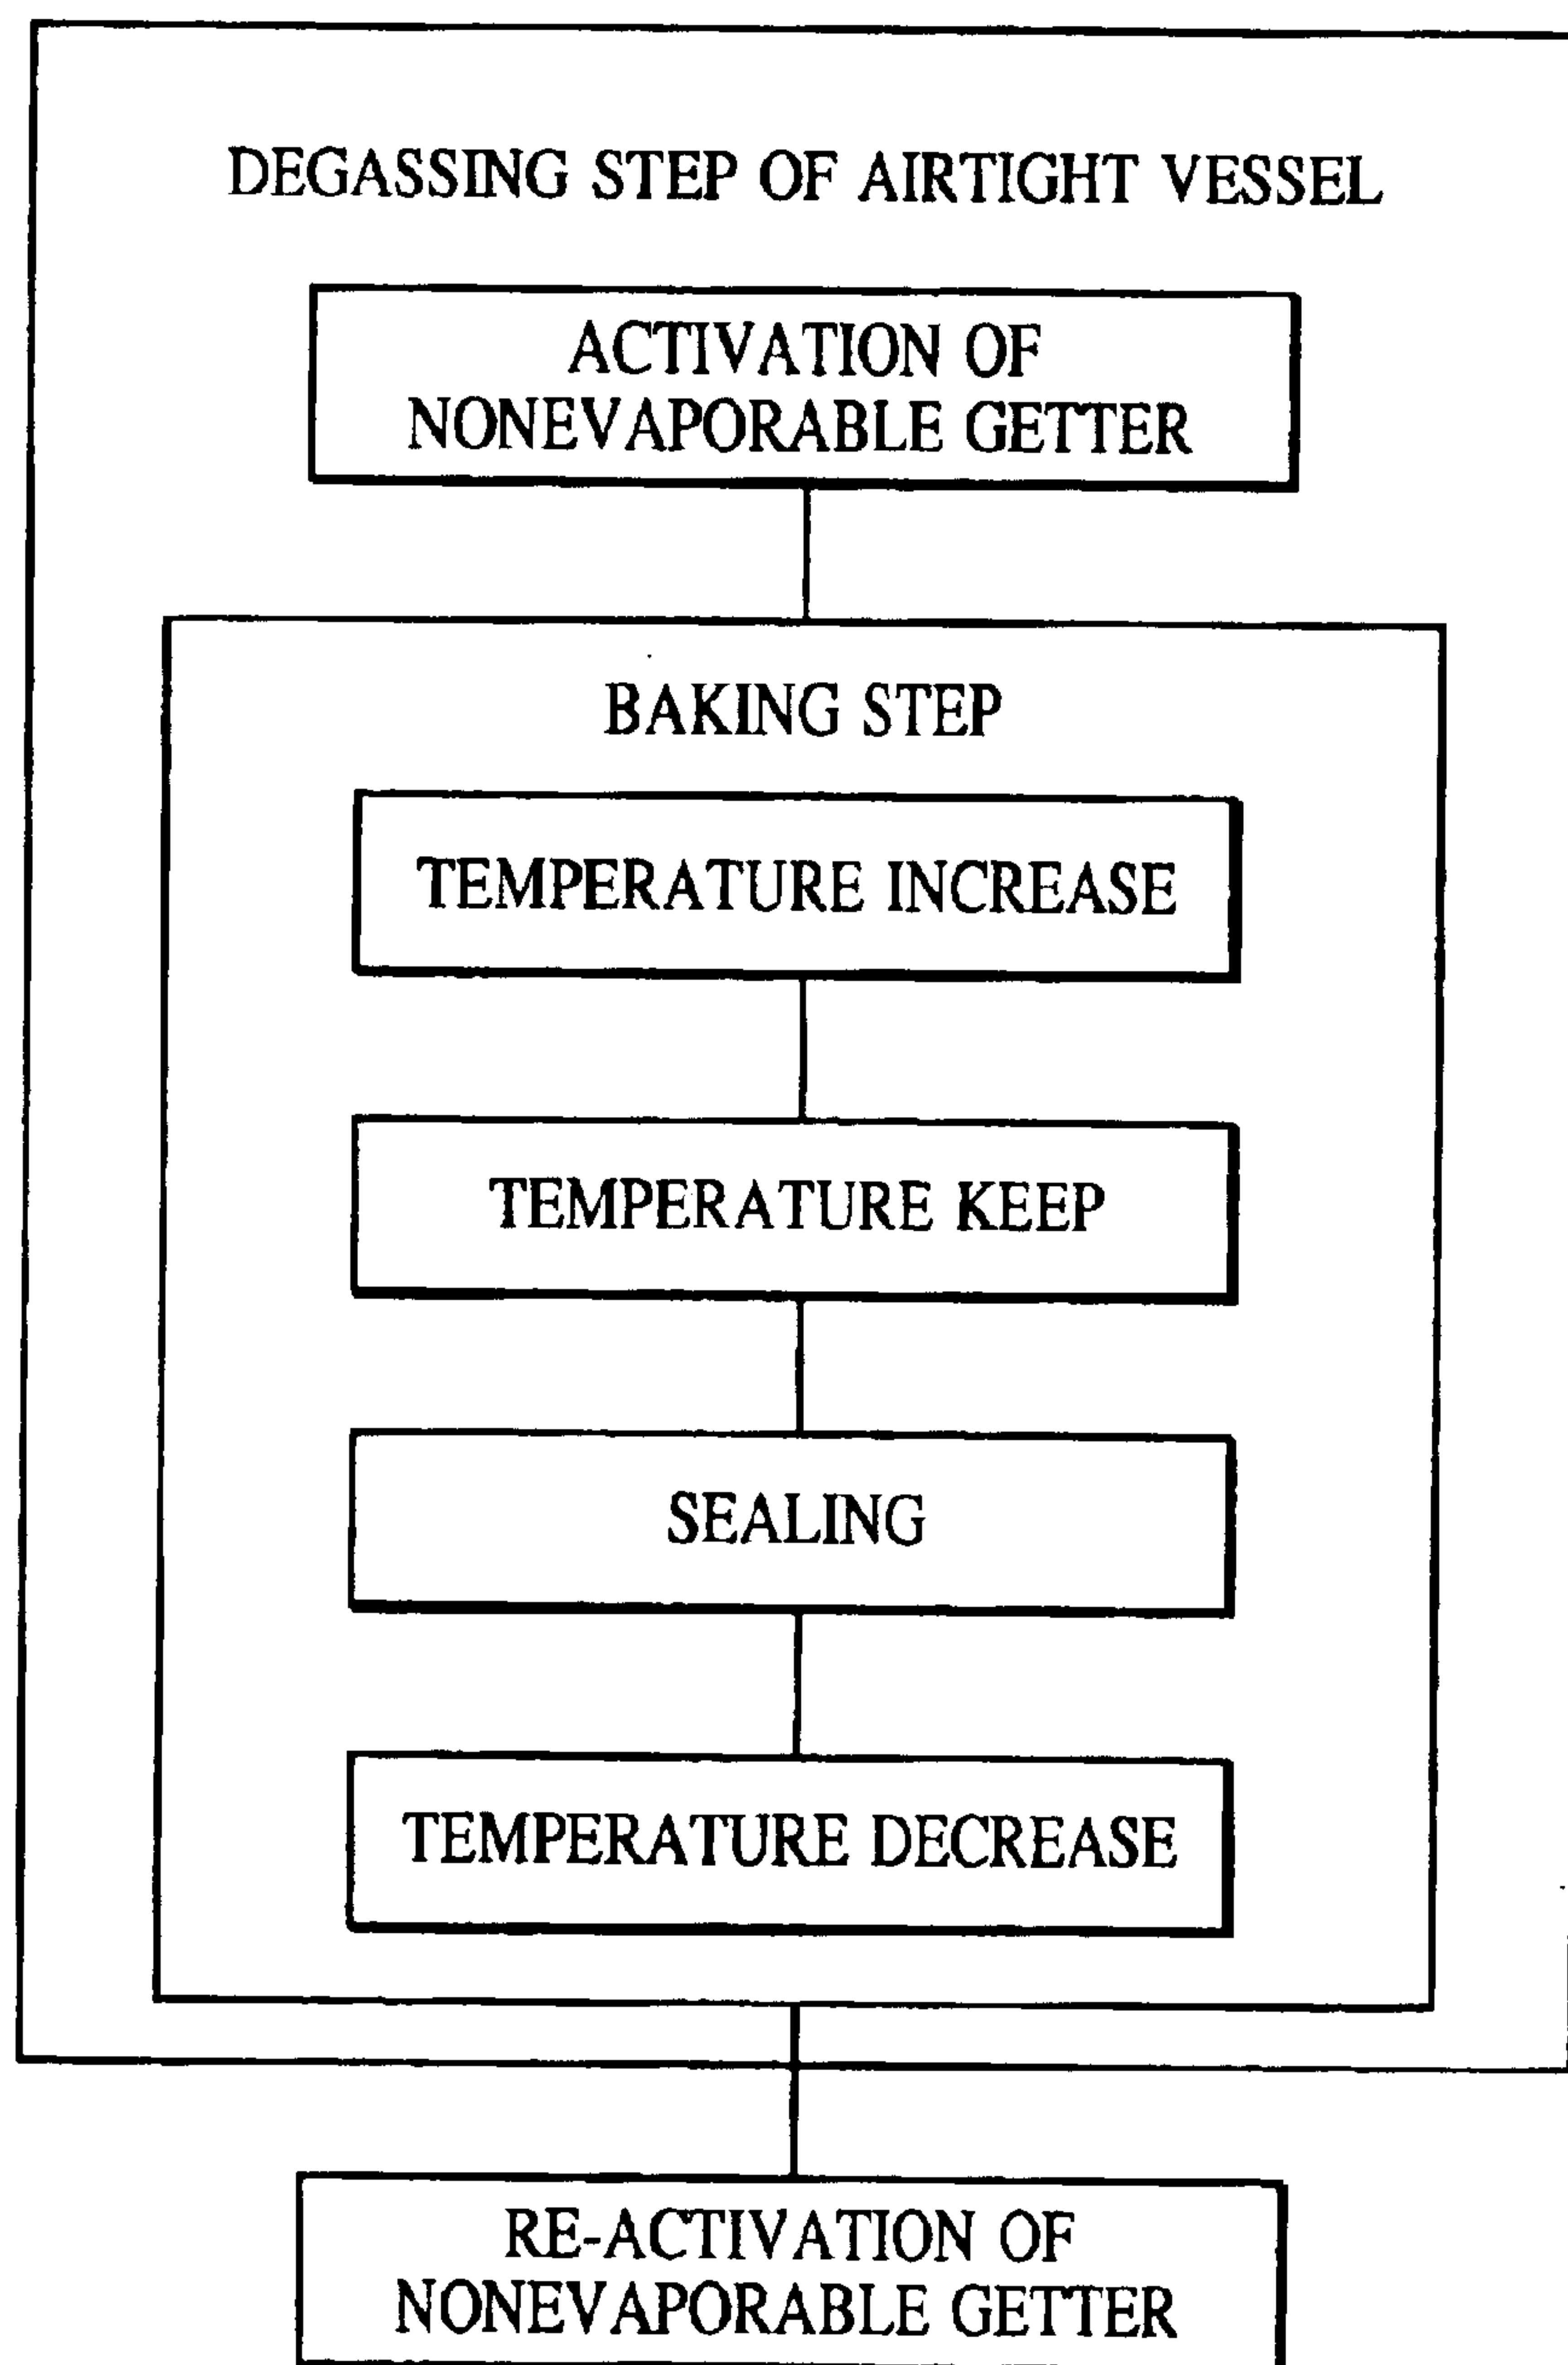 DEGASSING STEP OF AIRTIGHT VESSEL
ACTIVATION OF
NONEVAPORABLE GETTER
BAKING STEP
TEMPERATURE INCREASE
TEMPERATURE KEEP
SEALING
TEMPERATURE DECREASE
RE-ACTIVATION OF
NONEVAPORABLE GETTER